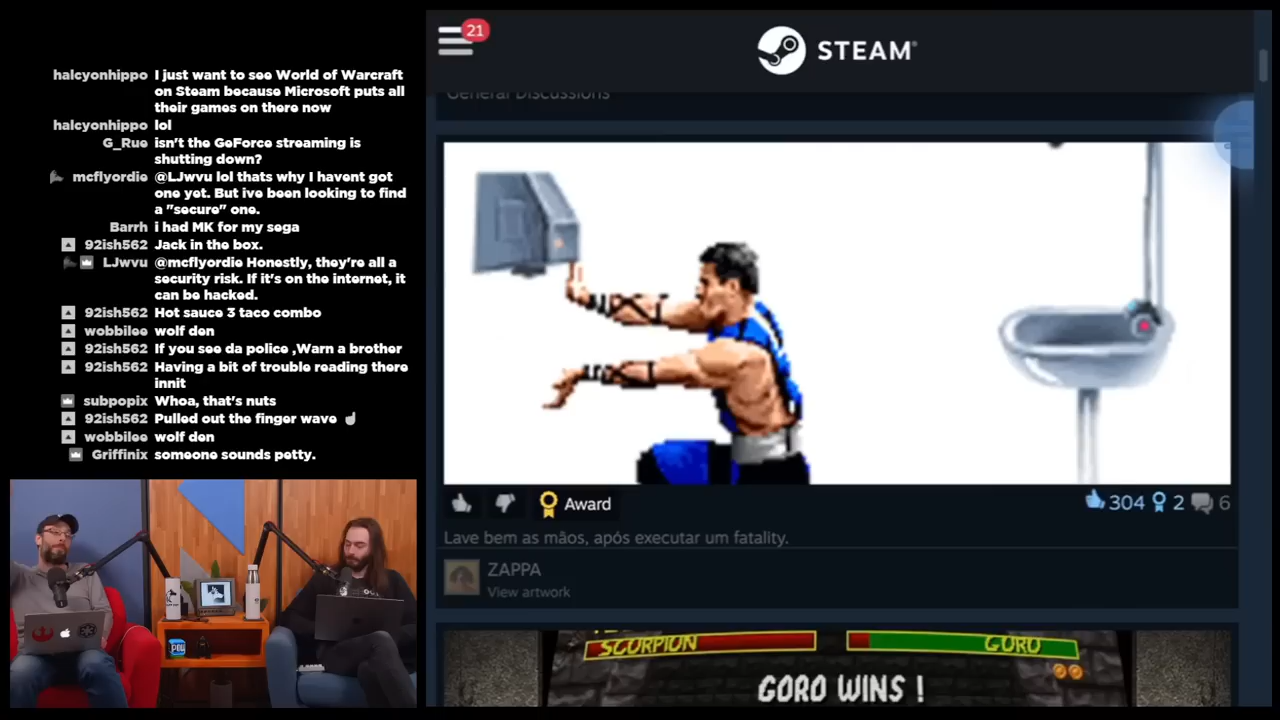 halcyonhippo I just want to see World of Warcraft
on Steam because Microsoft puts all
their games on there now
halcyonhippo lol
G_Rue isn't the GeForce streaming is
shutting down?
mcflyordie @LJwvu lol thats why I havent got
one yet. But ive been looking to find
a "secure" one.
Barrh i had MK for my sega
92ish562 Jack in the box.
LJwvu @mcflyordie Honestly, they're all a
security risk. If it's on the internet, it
can be hacked.
92ish562 Hot sauce 3 taco combo
wobbilee wolf den
92ish562 If you see da police ,Warn a brother
92ish562 Having a bit of trouble reading there
innit
subpopix Whoa, that's nuts
92ish562 Pulled out the finger wave ☝
wobbilee wolf den
Griffinix someone sounds petty.
21
STEAM®
General Discussions
Award
304 2 6
Lave bem as mãos, após executar um fatality.
ZAPPA
View artwork
SCORPION GORO
GORO WINS !